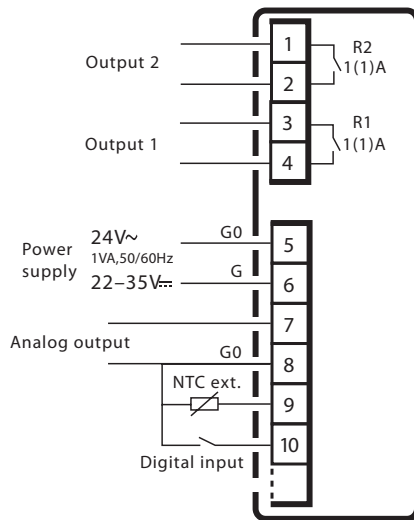 Output 2
1
R2
1(1)A
2
3
R1
1(1)A
Output 1
4
Power supply
24V~
1VA,50/60Hz
22–35V⎓
G0
5
G
6
7
Analog output
G0
8
NTC ext.
9
10
Digital input